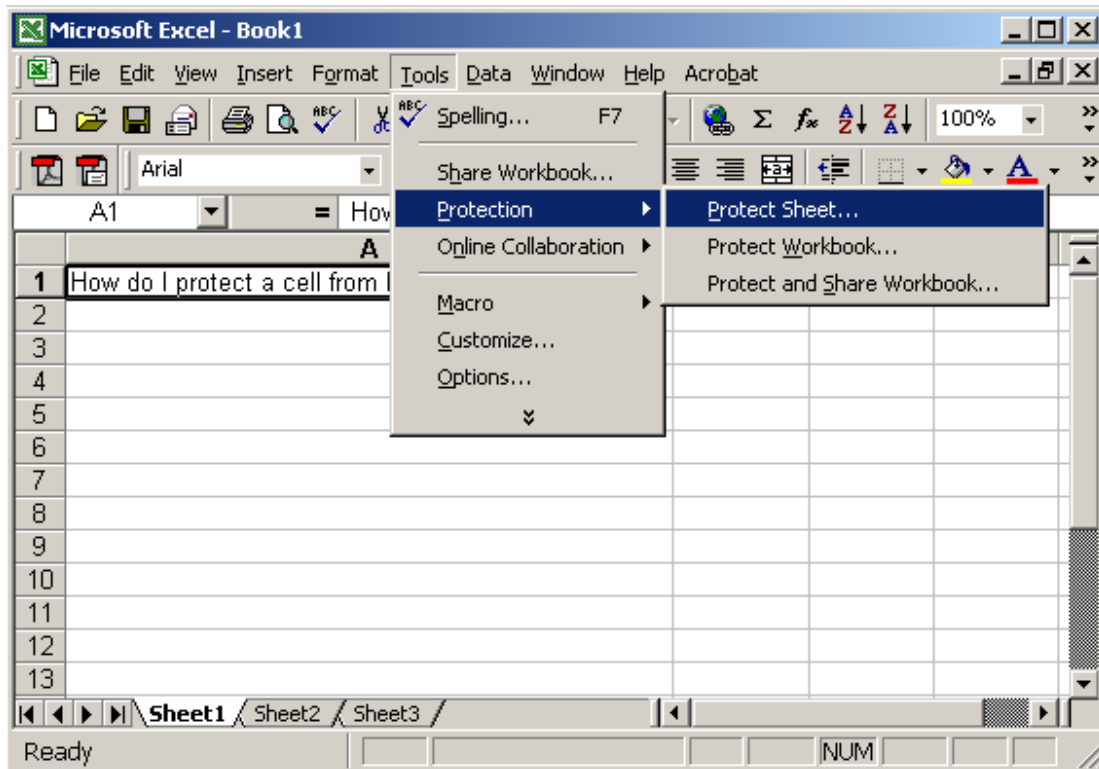 Microsoft Excel - Book1
File Edit View Insert Format Tools Data Window Help Acrobat
100%
Arial
A1 = How
Spelling... F7
Share Workbook...
Protection
Online Collaboration
Macro
Customize...
Options...
Protect Sheet...
Protect Workbook...
Protect and Share Workbook...
A
1 How do I protect a cell from
2
3
4
5
6
7
8
9
10
11
12
13
Sheet1 Sheet2 Sheet3
Ready NUM